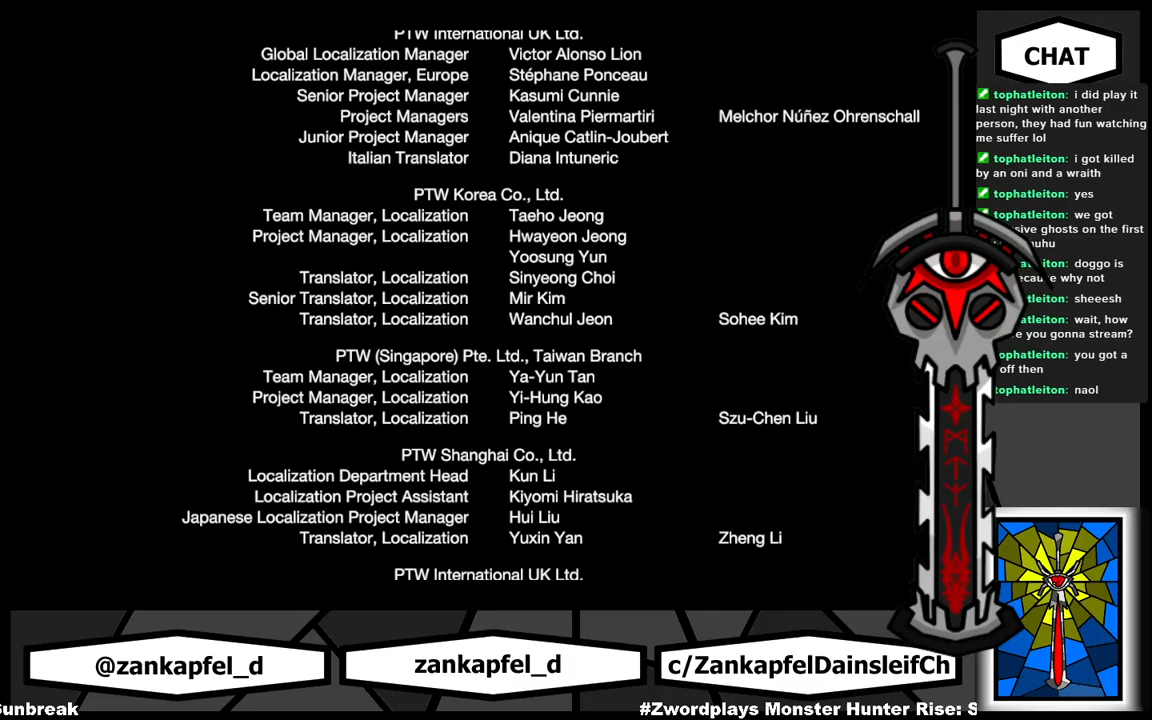 PTW International UK Ltd.
Global Localization Manager Victor Alonso Lion
Localization Manager, Europe Stéphane Ponceau
Senior Project Manager Kasumi Cunnie
Project Managers Valentina Piermartiri Melchor Núñez Ohrenschall
Junior Project Manager Anique Catlin-Joubert
Italian Translator Diana Intuneric
PTW Korea Co., Ltd.
Team Manager, Localization Taeho Jeong
Project Manager, Localization Hwayeon Jeong
Yoosung Yun
Translator, Localization Sinyeong Choi
Senior Translator, Localization Mir Kim
Translator, Localization Wanchul Jeon Sohee Kim
PTW (Singapore) Pte. Ltd., Taiwan Branch
Team Manager, Localization Ya-Yun Tan
Project Manager, Localization Yi-Hung Kao
Translator, Localization Ping He Szu-Chen Liu
PTW Shanghai Co., Ltd.
Localization Department Head Kun Li
Localization Project Assistant Kiyomi Hiratsuka
Japanese Localization Project Manager Hui Liu
Translator, Localization Yuxin Yan Zheng Li
PTW International UK Ltd.
CHAT
tophatleiton: i did play it
last night with another
person, they had fun watching
me suffer lol
tophatleiton: i got killed
by an oni and a wraith
tophatleiton: yes
tophatleiton: we got
ghosts on the first
doggo is
why not
sheeesh
wait, how
you gonna stream?
you got a
off then
naol
@zankapfel_d
zankapfel_d
c/ZankapfelDainsleifCh
#Zwordplays Monster Hunter Rise: S